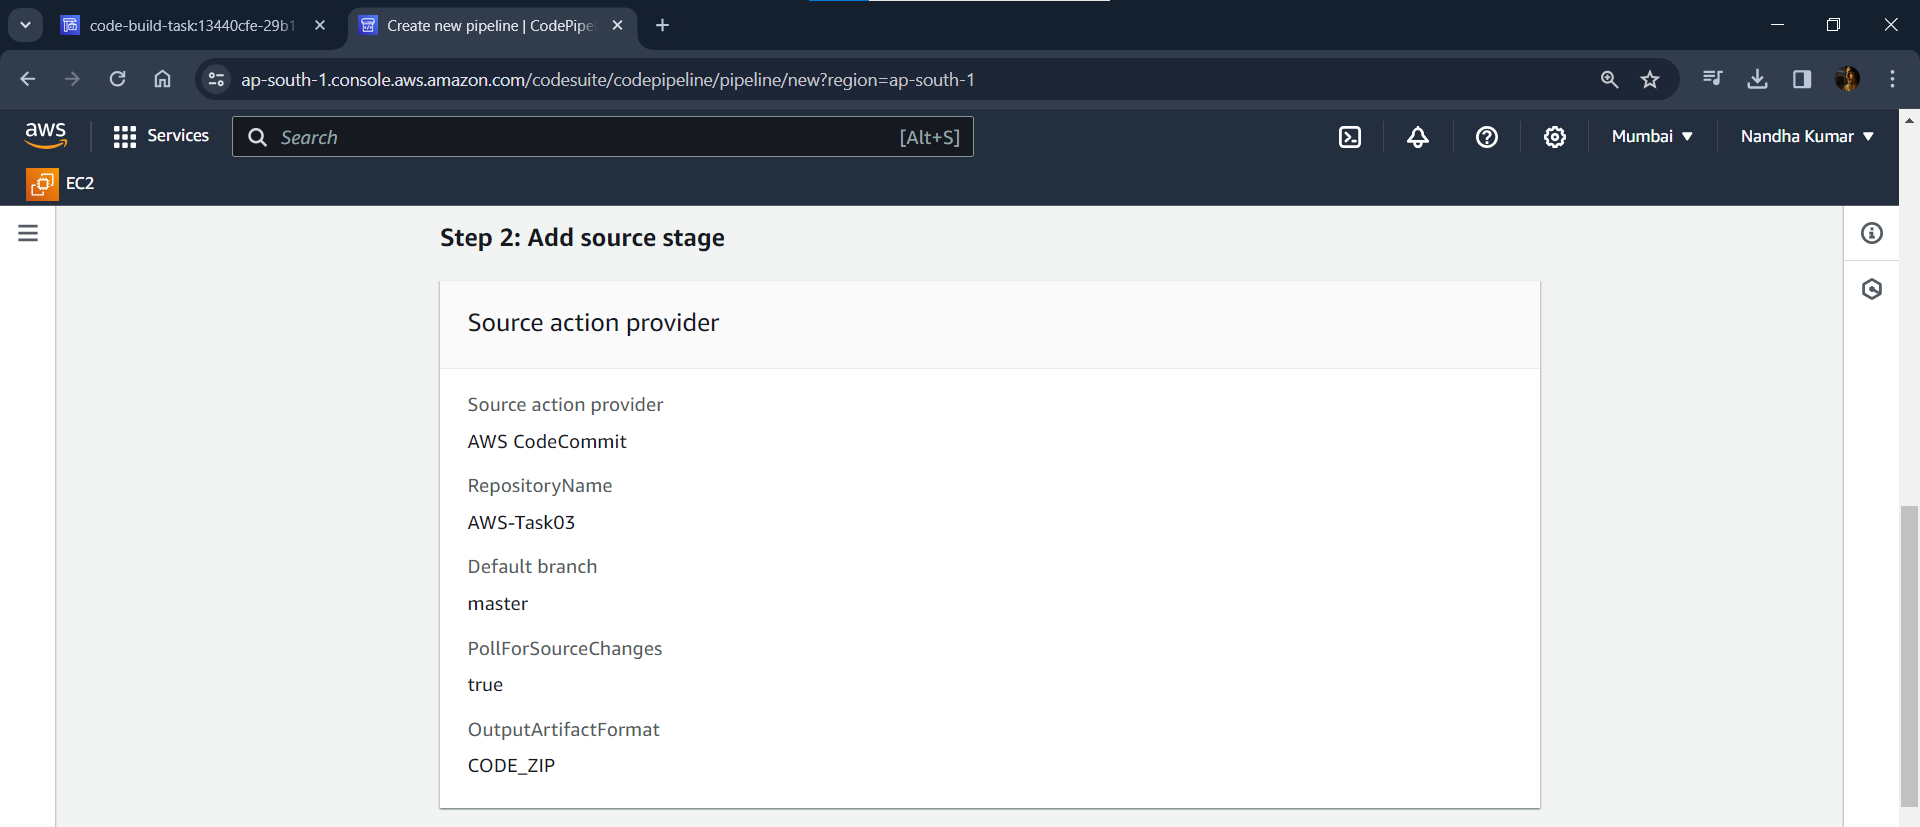 code-build-task:13440cfe-29b1
Create new pipeline | CodePipel
ap-south-1.console.aws.amazon.com/codesuite/codepipeline/pipeline/new?region=ap-south-1
aws
Services
Search
[Alt+S]
Mumbai
Nandha Kumar
EC2
Step 2: Add source stage
Source action provider
Source action provider
AWS CodeCommit
RepositoryName
AWS-Task03
Default branch
master
PollForSourceChanges
true
OutputArtifactFormat
CODE_ZIP